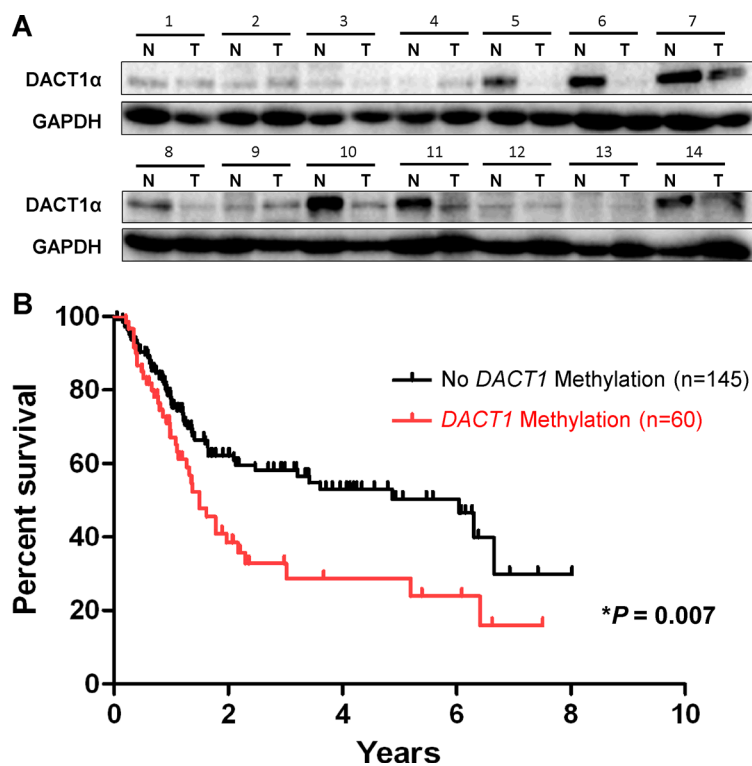 A
1 2 3 4 5 6 7
N T N T N T N T N T N T N T
DACT1α
GAPDH
8 9 10 11 12 13 14
N T N T N T N T N T N T N T
DACT1α
GAPDH
B
100
80
60
40
20
0
Percent survival
No DACT1 Methylation (n=145)
DACT1 Methylation (n=60)
*P = 0.007
0 2 4 6 8 10
Years